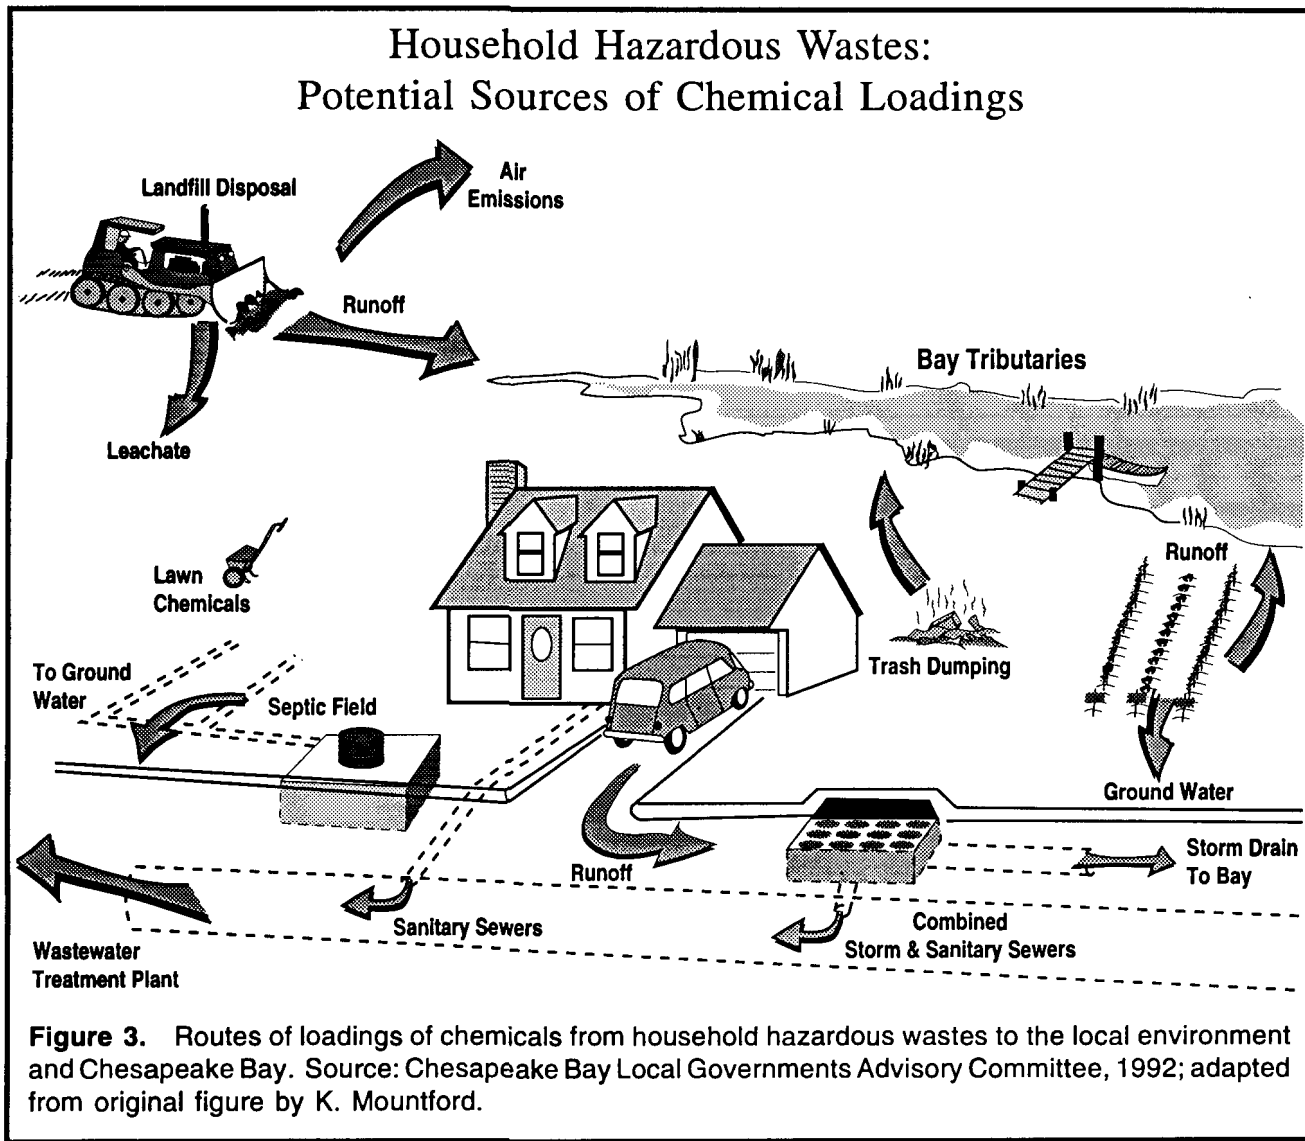 Household Hazardous Wastes:
Potential Sources of Chemical Loadings
Landfill Disposal
Air
Emissions
Runoff
Bay Tributaries
Leachate
Lawn
Chemicals
Runoff
To Ground
Water
Septic Field
Trash Dumping
Ground Water
Runoff
Storm Drain
To Bay
Sanitary Sewers
Combined
Storm & Sanitary Sewers
Wastewater
Treatment Plant
Figure 3. Routes of loadings of chemicals from household hazardous wastes to the local environment
and Chesapeake Bay. Source: Chesapeake Bay Local Governments Advisory Committee, 1992; adapted
from original figure by K. Mountford.